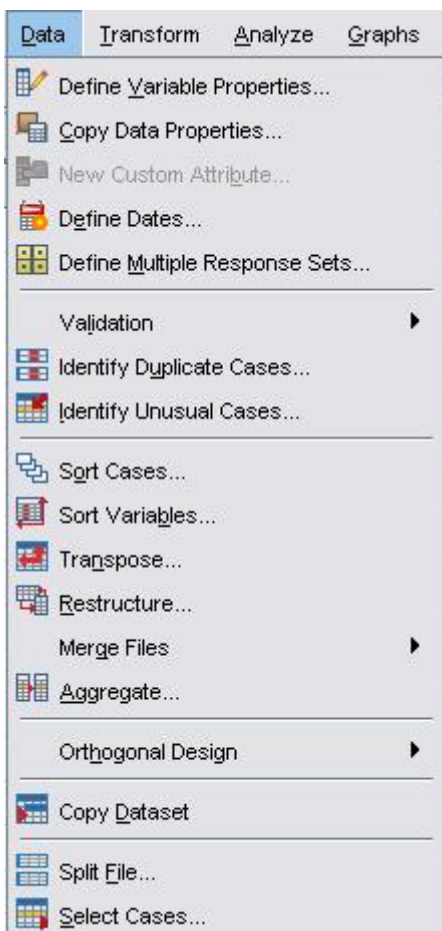 Data Transform Analyze Graphs
Define Variable Properties...
Copy Data Properties...
New Custom Attribute...
Define Dates...
Define Multiple Response Sets...
Validation
Identify Duplicate Cases...
Identify Unusual Cases...
Sort Cases...
Sort Variables...
Transpose...
Restructure...
Merge Files
Aggregate...
Orthogonal Design
Copy Dataset
Split File...
Select Cases...